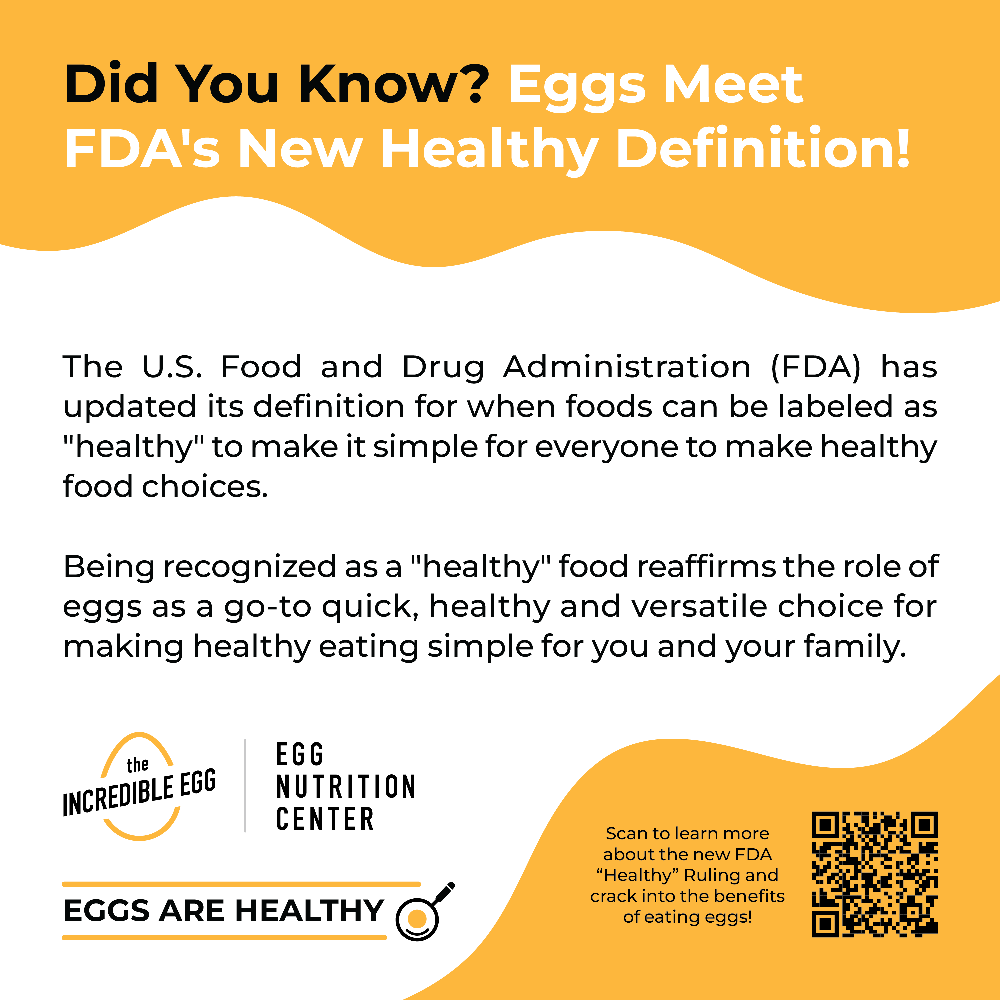 Did You Know? Eggs Meet
FDA's New Healthy Definition!
The U.S. Food and Drug Administration (FDA) has
updated its definition for when foods can be labeled as
"healthy" to make it simple for everyone to make healthy
food choices.
Being recognized as a "healthy" food reaffirms the role of
eggs as a go-to quick, healthy and versatile choice for
making healthy eating simple for you and your family.
the
INCREDIBLE EGG
EGG
NUTRITION
CENTER
EGGS ARE HEALTHY
Scan to learn more
about the new FDA
“Healthy” Ruling and
crack into the benefits
of eating eggs!